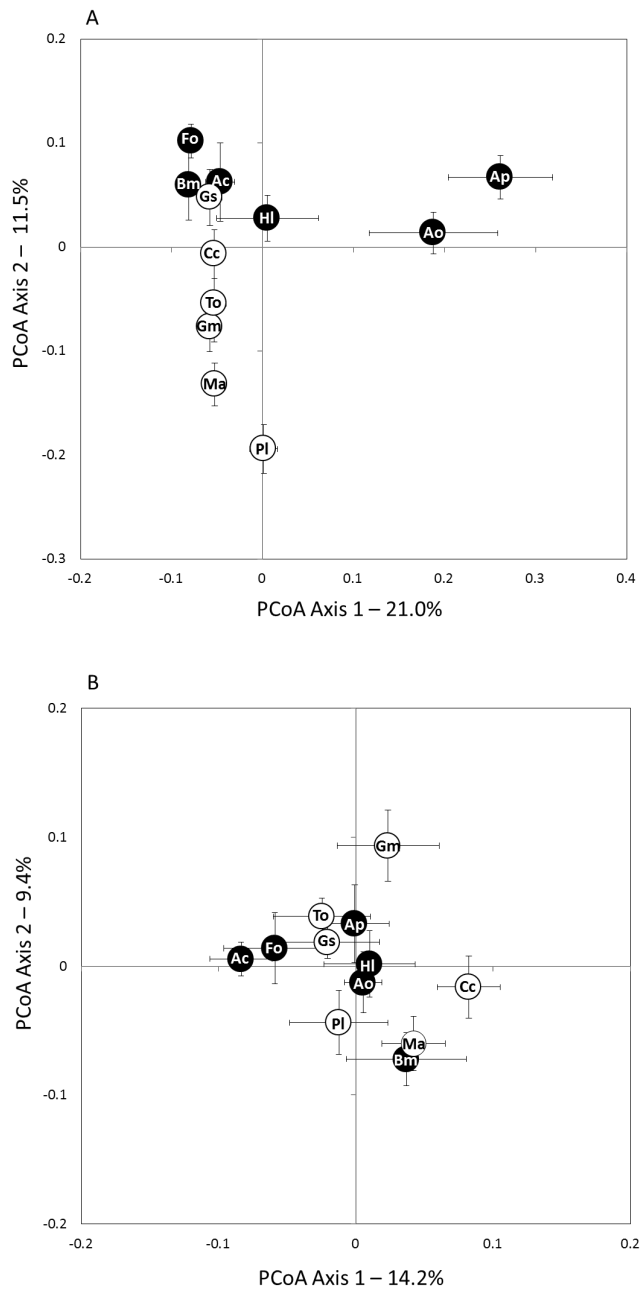 A
0.2
Fo
0.1
Bm Ac Ap
Gs
Hl
Ao
0
Cc
To
Gm
-0.1
Ma
Pl
-0.2
-0.3
-0.2 -0.1 0 0.1 0.2 0.3 0.4
PCoA Axis 2 – 11.5%
PCoA Axis 1 – 21.0%
B
0.2
0.1
Gm
To Ap
Fo Gs
Ac Hl
0
Ao Cc
Pl
Ma
Bm
-0.1
-0.2
-0.2 -0.1 0 0.1 0.2
PCoA Axis 2 – 9.4%
PCoA Axis 1 – 14.2%